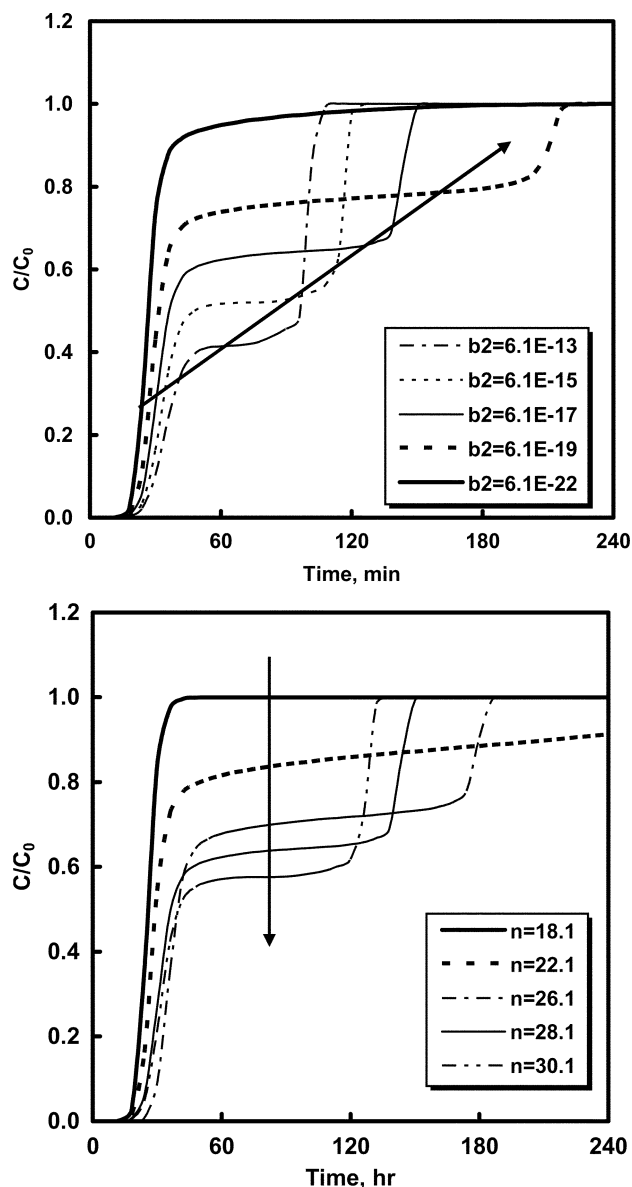 1.2
1.0
0.8
0.6
0.4
0.2
0.0
C/C0
b2=6.1E-13
b2=6.1E-15
b2=6.1E-17
b2=6.1E-19
b2=6.1E-22
0 60 120 180 240
Time, min
1.2
1.0
0.8
0.6
0.4
0.2
0.0
C/C0
n=18.1
n=22.1
n=26.1
n=28.1
n=30.1
0 60 120 180 240
Time, hr